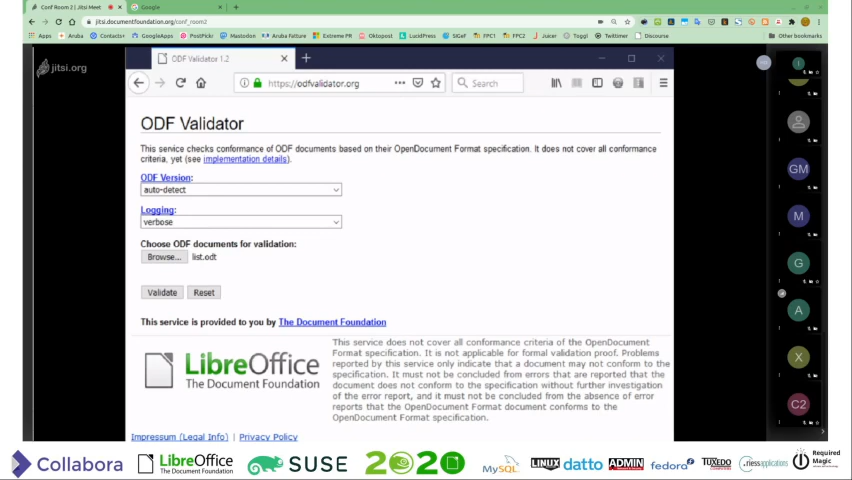 Conf Room 2 | Jitsi Meet
Google
jitsi.documentfoundation.org/conf_room2
Apps
Aruba
Contacts+
GoogleApps
PostPickr
Mastodon
Aruba Fatture
Extreme PR
Oktopost
LucidPress
SIGef
FPC1
FPC2
Juicer
Toggl
Twittimer
Discourse
Other bookmarks
jitsi.org
ODF Validator 1.2
https://odfvalidator.org
Search
ODF Validator
This service checks conformance of ODF documents based on their OpenDocument Format specification. It does not cover all conformance
criteria, yet (see implementation details).
ODF Version:
auto-detect
Logging:
verbose
Choose ODF documents for validation:
Browse... list.odt
Validate Reset
This service is provided to you by The Document Foundation
LibreOffice
The Document Foundation
This service does not cover all conformance criteria of the OpenDocument
Format specification. It is not applicable for formal validation proof. Problems
reported by this service only indicate that a document may not conform to the
specification. It must not be concluded from errors that are reported that the
document does not conform to the specification without further investigation
of the error report, and it must not be concluded from the absence of error
reports that the OpenDocument Format document conforms to the
OpenDocument Format specification.
Impressum (Legal Info) | Privacy Policy
I
GM
M
G
A
X
C2
Collabora
LibreOffice
The Document Foundation
SUSE
2020
MySQL
LINUX
datto
ADMIN
fedora
TUXEDO
riessapplications
Required
Magic